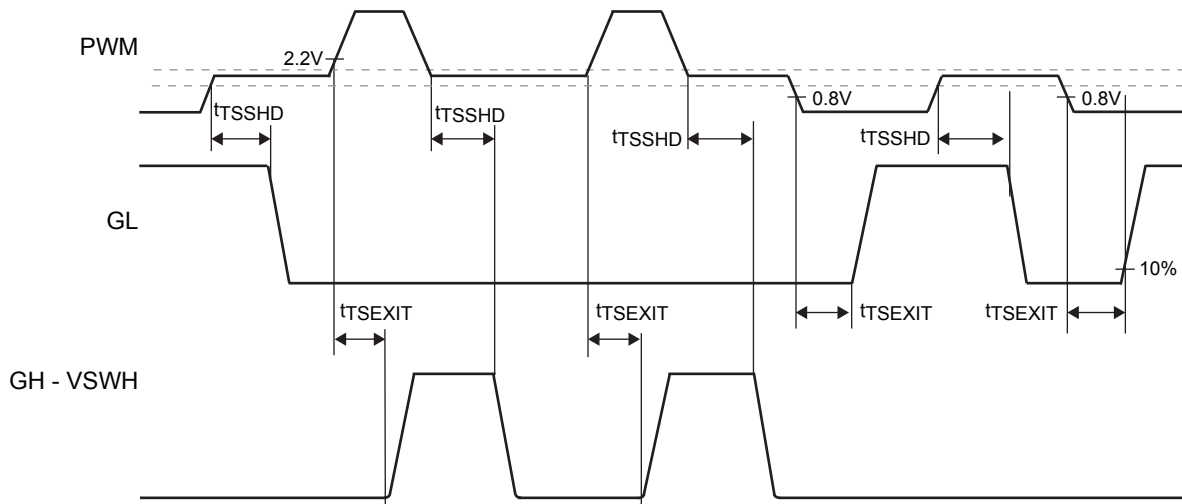 PWM
2.2V
0.8V
0.8V
tTSSHD
tTSSHD
tTSSHD
tTSSHD
GL
10%
tTSEXIT
tTSEXIT
tTSEXIT
tTSEXIT
GH - VSWH